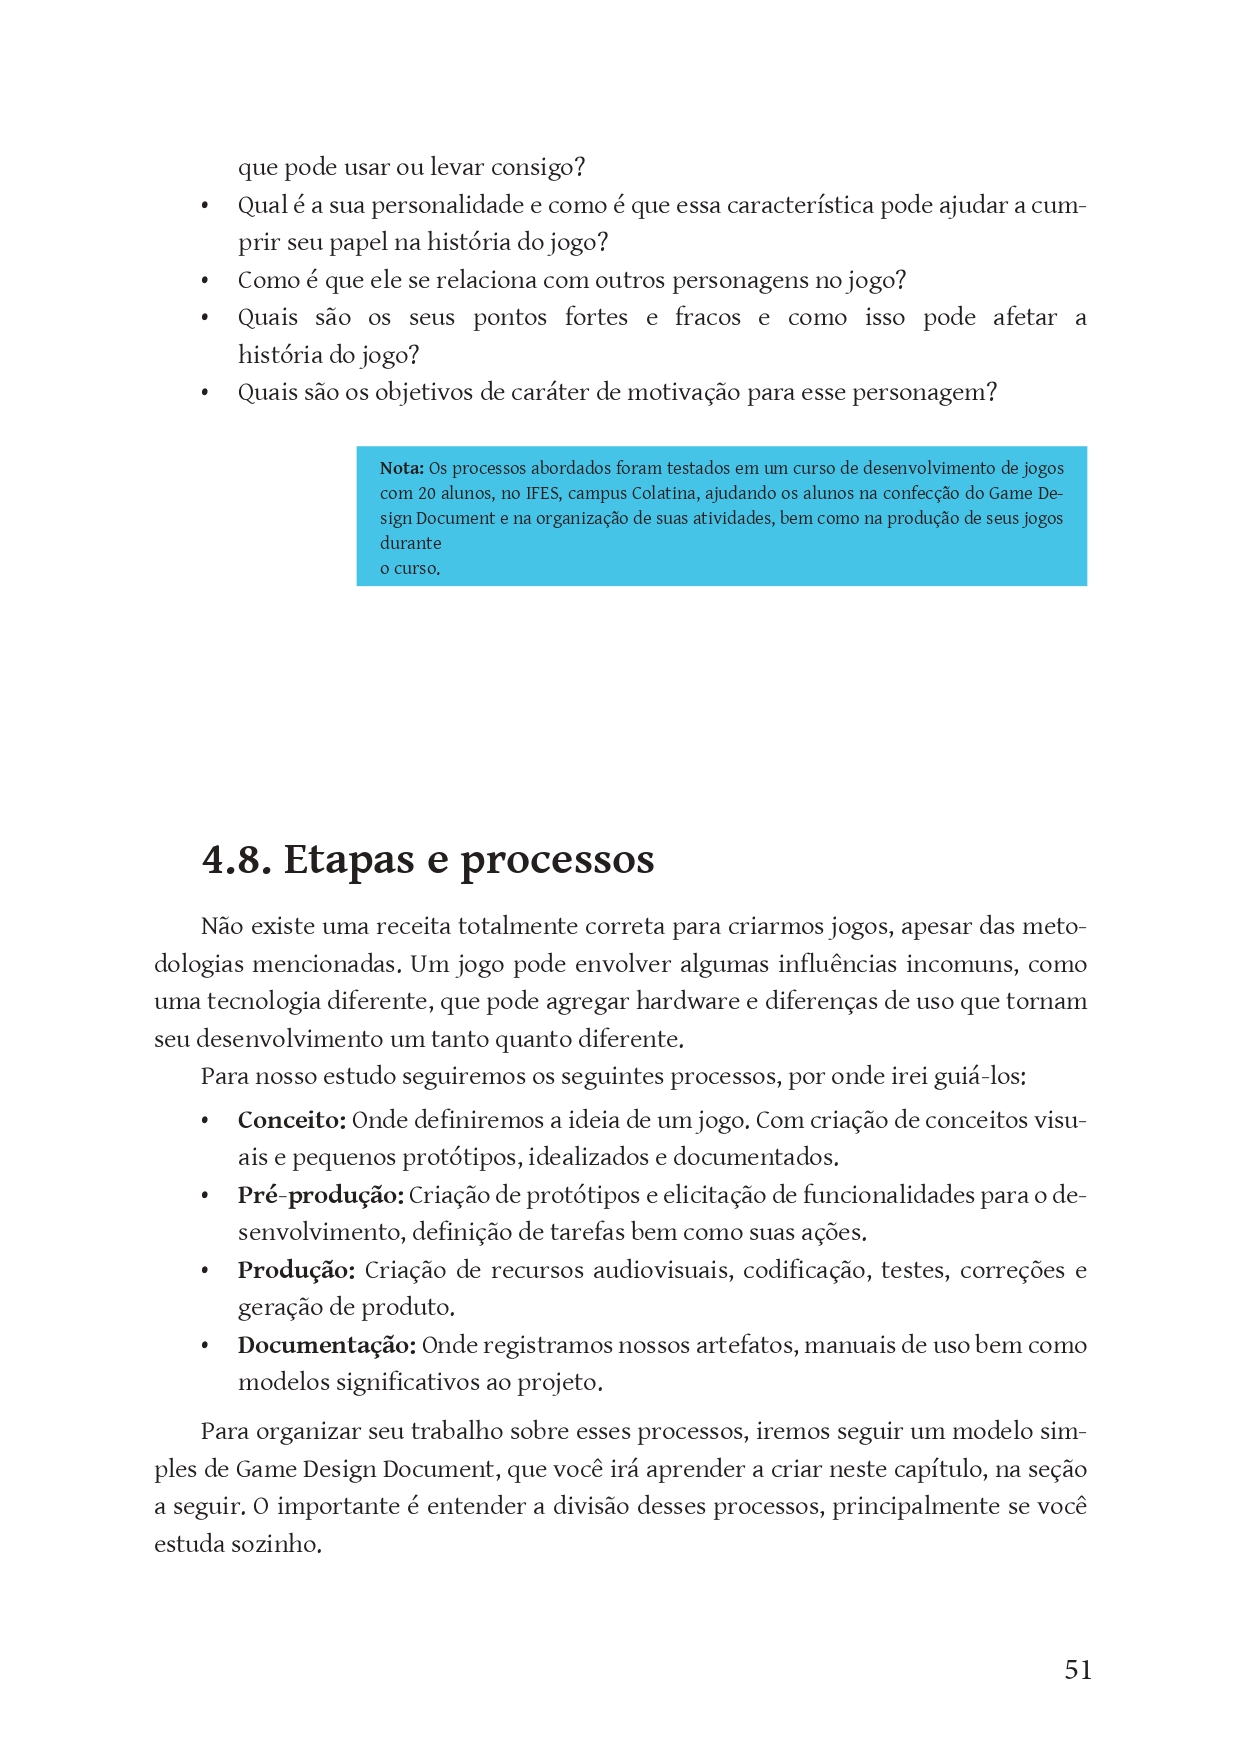 que pode usar ou levar consigo?
• Qual é a sua personalidade e como é que essa característica pode ajudar a cum-
prir seu papel na história do jogo?
• Como é que ele se relaciona com outros personagens no jogo?
• Quais são os seus pontos fortes e fracos e como isso pode afetar a
história do jogo?
• Quais são os objetivos de caráter de motivação para esse personagem?
Nota: Os processos abordados foram testados em um curso de desenvolvimento de jogos
com 20 alunos, no IFES, campus Colatina, ajudando os alunos na confecção do Game De-
sign Document e na organização de suas atividades, bem como na produção de seus jogos
durante
o curso.
4.8. Etapas e processos
Não existe uma receita totalmente correta para criarmos jogos, apesar das meto-
dologias mencionadas. Um jogo pode envolver algumas influências incomuns, como
uma tecnologia diferente, que pode agregar hardware e diferenças de uso que tornam
seu desenvolvimento um tanto quanto diferente.
Para nosso estudo seguiremos os seguintes processos, por onde irei guiá-los:
• Conceito: Onde definiremos a ideia de um jogo. Com criação de conceitos visu-
ais e pequenos protótipos, idealizados e documentados.
• Pré-produção: Criação de protótipos e elicitação de funcionalidades para o de-
senvolvimento, definição de tarefas bem como suas ações.
• Produção: Criação de recursos audiovisuais, codificação, testes, correções e
geração de produto.
• Documentação: Onde registramos nossos artefatos, manuais de uso bem como
modelos significativos ao projeto.
Para organizar seu trabalho sobre esses processos, iremos seguir um modelo sim-
ples de Game Design Document, que você irá aprender a criar neste capítulo, na seção
a seguir. O importante é entender a divisão desses processos, principalmente se você
estuda sozinho.
51